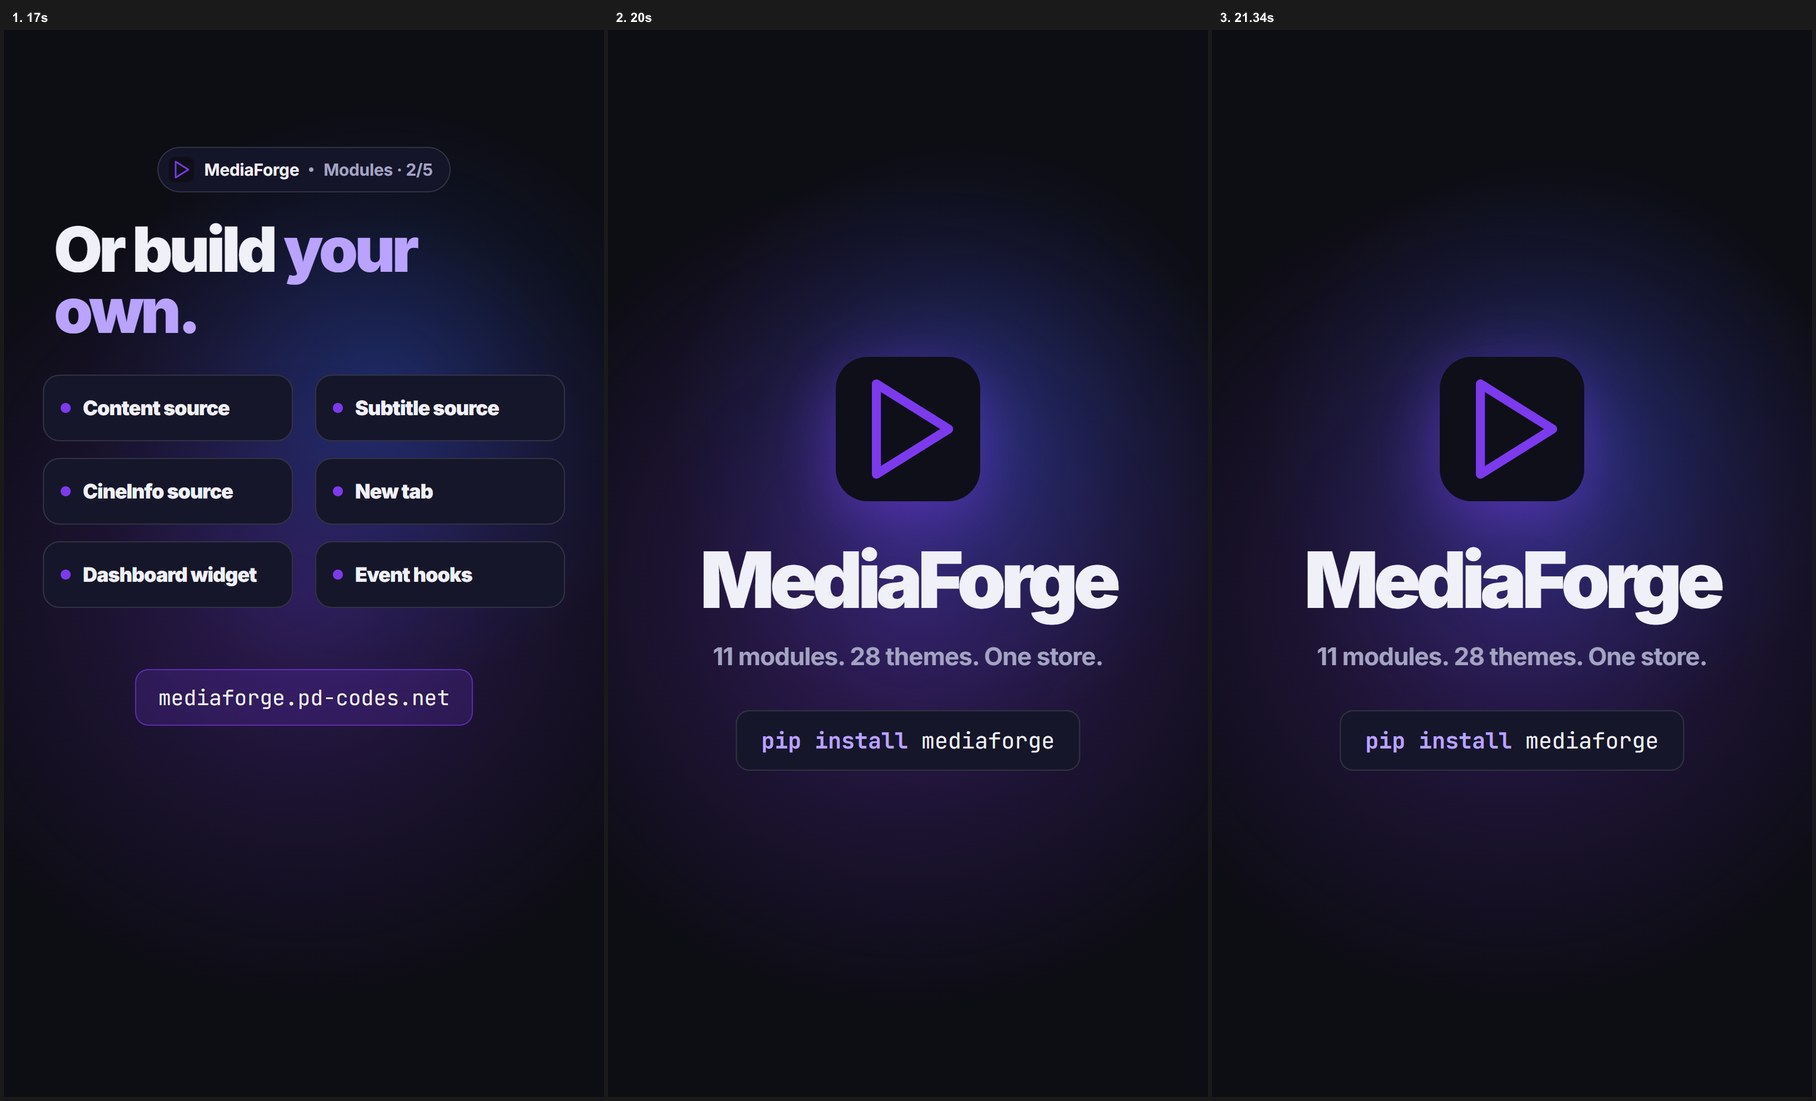 1. 17s
MediaForge • Modules · 2/5
Or build your
own.
Content source
Subtitle source
CineInfo source
New tab
Dashboard widget
Event hooks
mediaforge.pd-codes.net
2. 20s
MediaForge
11 modules. 28 themes. One store.
pip install mediaforge
3. 21.34s
MediaForge
11 modules. 28 themes. One store.
pip install mediaforge